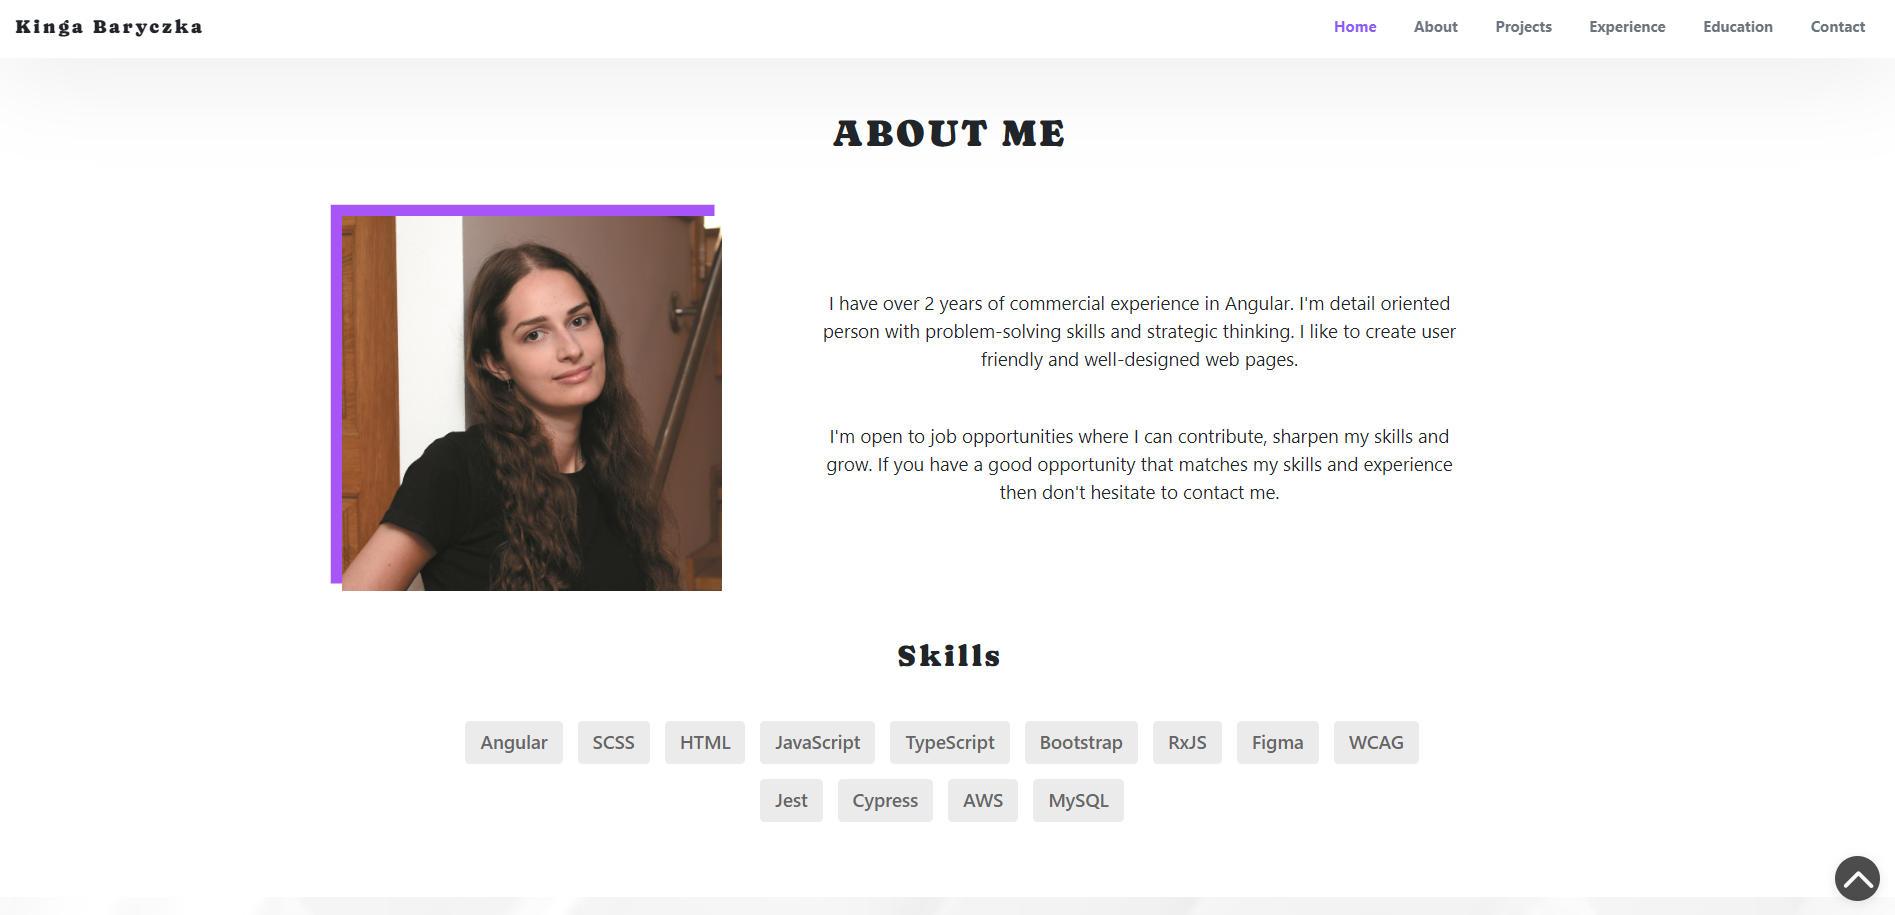 Kinga Baryczka
Home About Projects Experience Education Contact
ABOUT ME
I have over 2 years of commercial experience in Angular. I'm detail oriented
person with problem-solving skills and strategic thinking. I like to create user
friendly and well-designed web pages.
I'm open to job opportunities where I can contribute, sharpen my skills and
grow. If you have a good opportunity that matches my skills and experience
then don't hesitate to contact me.
Skills
Angular SCSS HTML JavaScript TypeScript Bootstrap RxJS Figma WCAG
Jest Cypress AWS MySQL